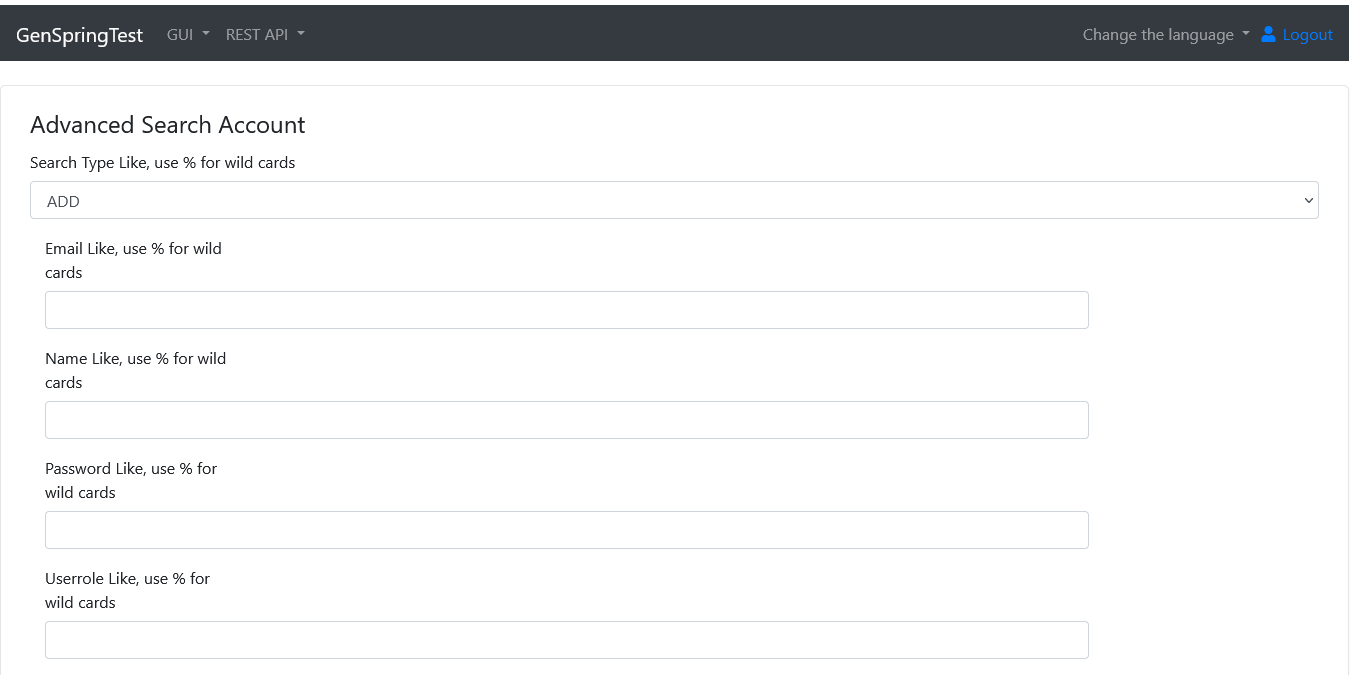 GenSpringTest GUI REST API Change the language Logout
Advanced Search Account
Search Type Like, use % for wild cards
ADD
Email Like, use % for wild
cards
Name Like, use % for wild
cards
Password Like, use % for
wild cards
Userrole Like, use % for
wild cards